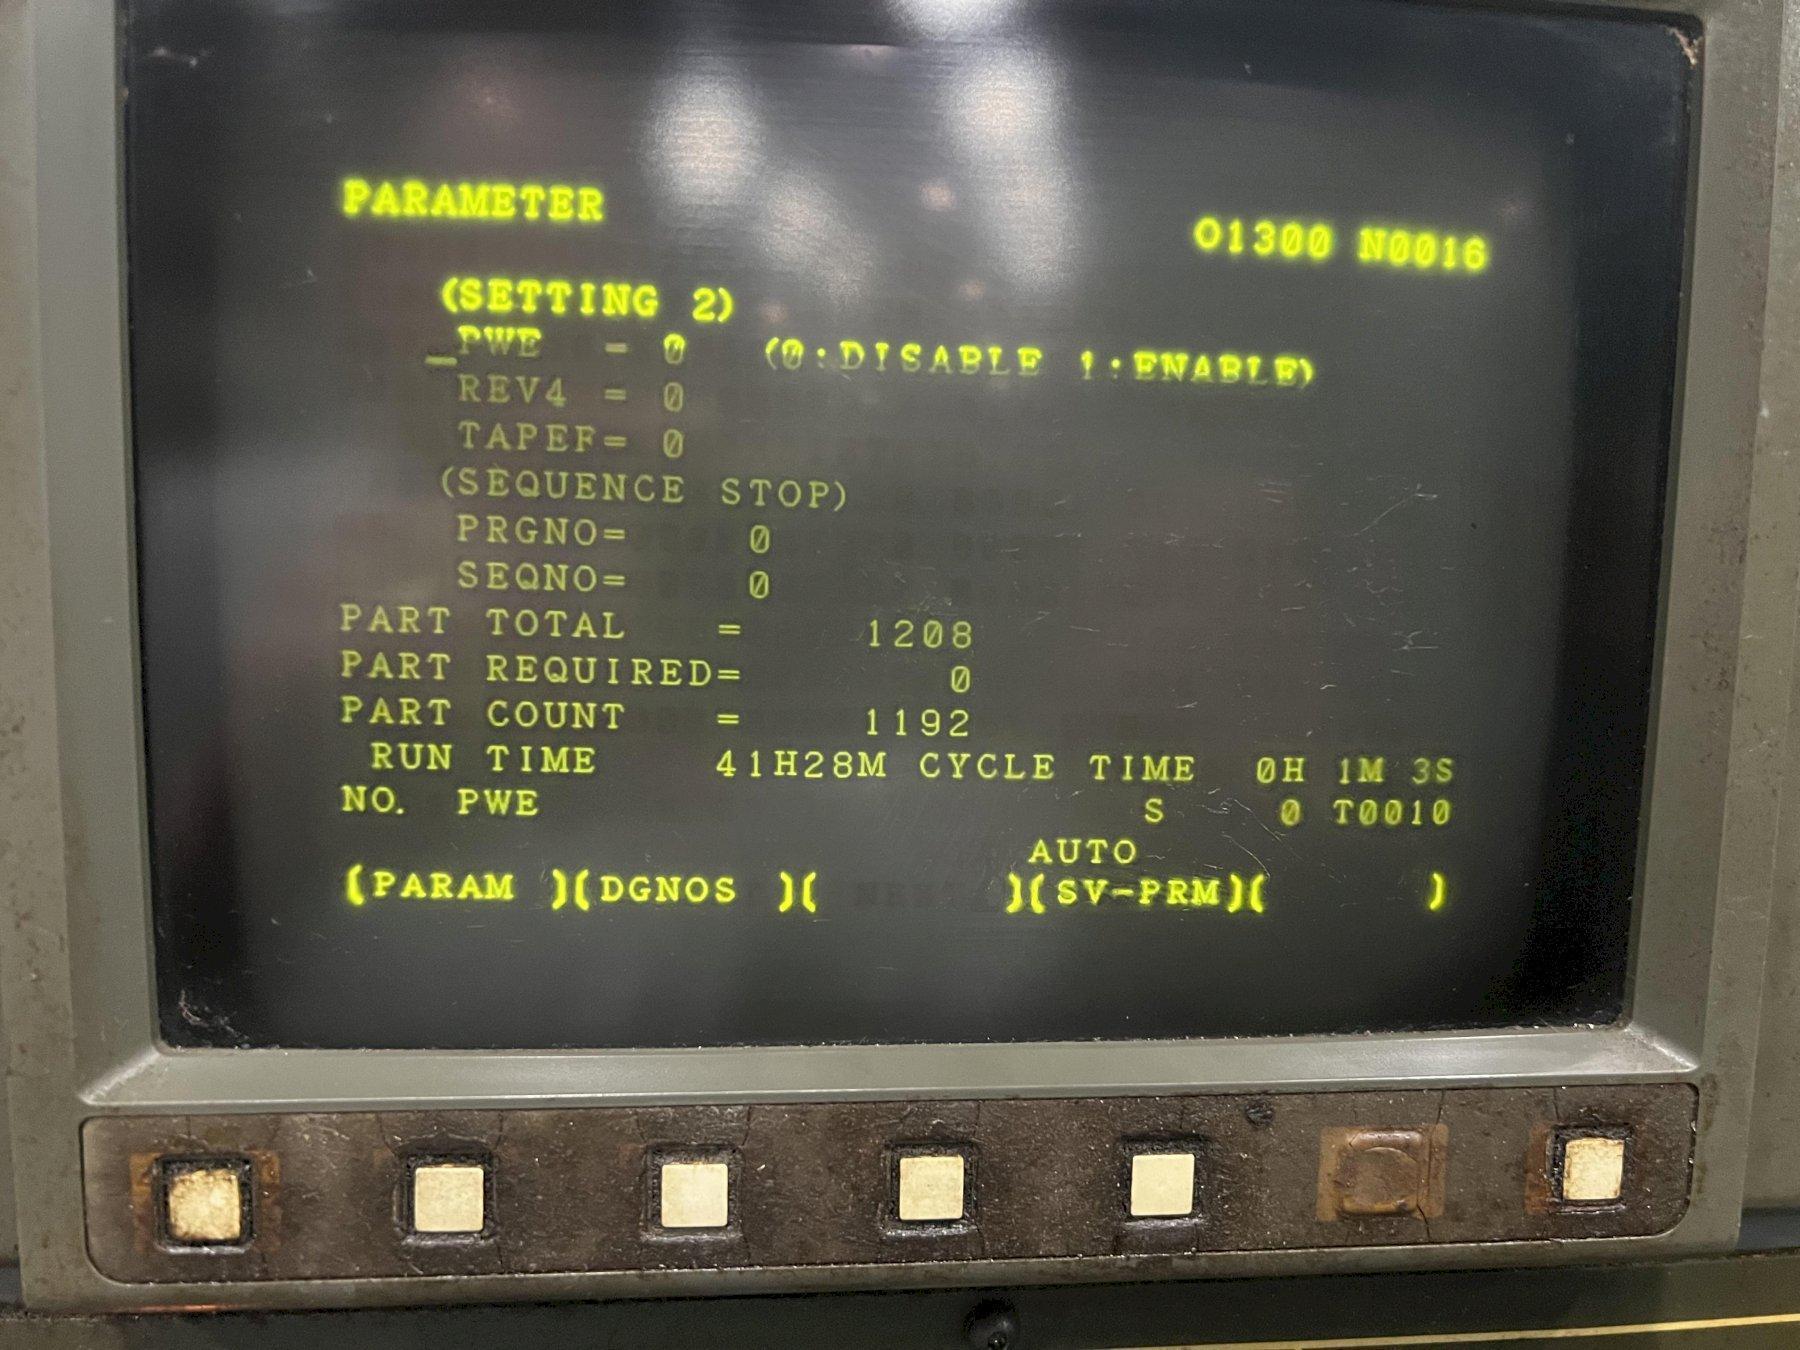 PARAMETER
O1300 N0016
(SETTING 2)
_PWE = 0 (0:DISABLE 1:ENABLE)
REV4 = 0
TAPEF= 0
(SEQUENCE STOP)
PRGNO= 0
SEQNO= 0
PART TOTAL = 1208
PART REQUIRED= 0
PART COUNT = 1192
RUN TIME 41H28M CYCLE TIME 0H 1M 3S
NO. PWE S 0 T0010
AUTO
(PARAM )(DGNOS )( )(SV-PRM)( )